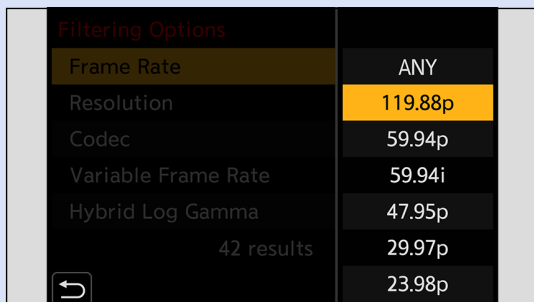 Filtering Options
Frame Rate
Resolution
Codec
Variable Frame Rate
Hybrid Log Gamma
42 results
ANY
119.88p
59.94p
59.94i
47.95p
29.97p
23.98p